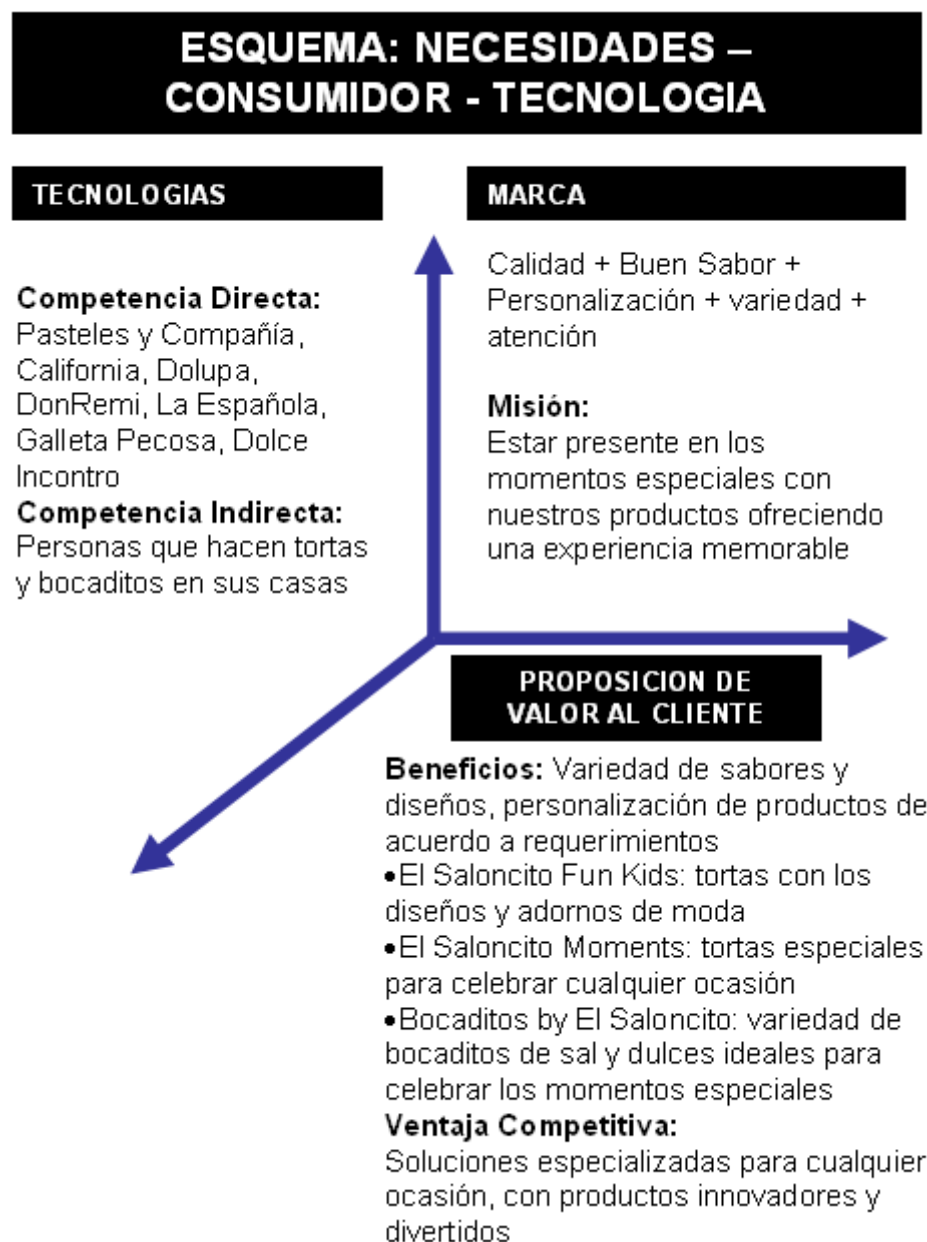 ESQUEMA: NECESIDADES –
CONSUMIDOR - TECNOLOGIA
TECNOLOGIAS
Competencia Directa:
Pasteles y Compañía,
California, Dolupa,
DonRemi, La Española,
Galleta Pecosa, Dolce
Incontro
Competencia Indirecta:
Personas que hacen tortas
y bocaditos en sus casas
MARCA
Calidad + Buen Sabor +
Personalización + variedad +
atención
Misión:
Estar presente en los
momentos especiales con
nuestros productos ofreciendo
una experiencia memorable
PROPOSICION DE
VALOR AL CLIENTE
Beneficios: Variedad de sabores y
diseños, personalización de productos de
acuerdo a requerimientos
•El Saloncito Fun Kids: tortas con los
diseños y adornos de moda
•El Saloncito Moments: tortas especiales
para celebrar cualquier ocasión
•Bocaditos by El Saloncito: variedad de
bocaditos de sal y dulces ideales para
celebrar los momentos especiales
Ventaja Competitiva:
Soluciones especializadas para cualquier
ocasión, con productos innovadores y
divertidos